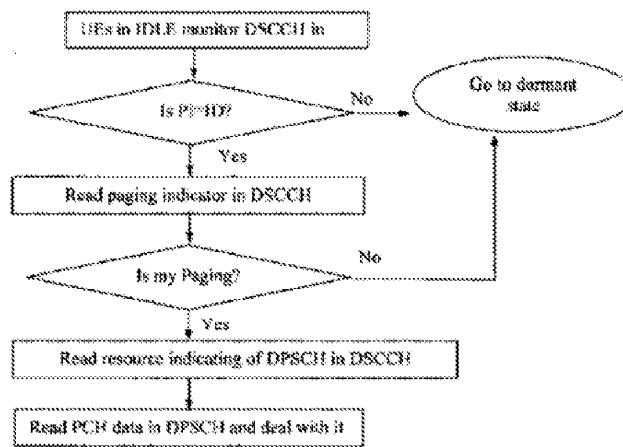 UEs in IDLE monitor DSCCH in
Is PI=ID?
No
Go to dormant
state
Yes
Read paging indicator in DSCCH
Is my Paging?
No
Yes
Read resource indicating of DPSCH in DSCCH
Read PCH data in DPSCH and deal with it